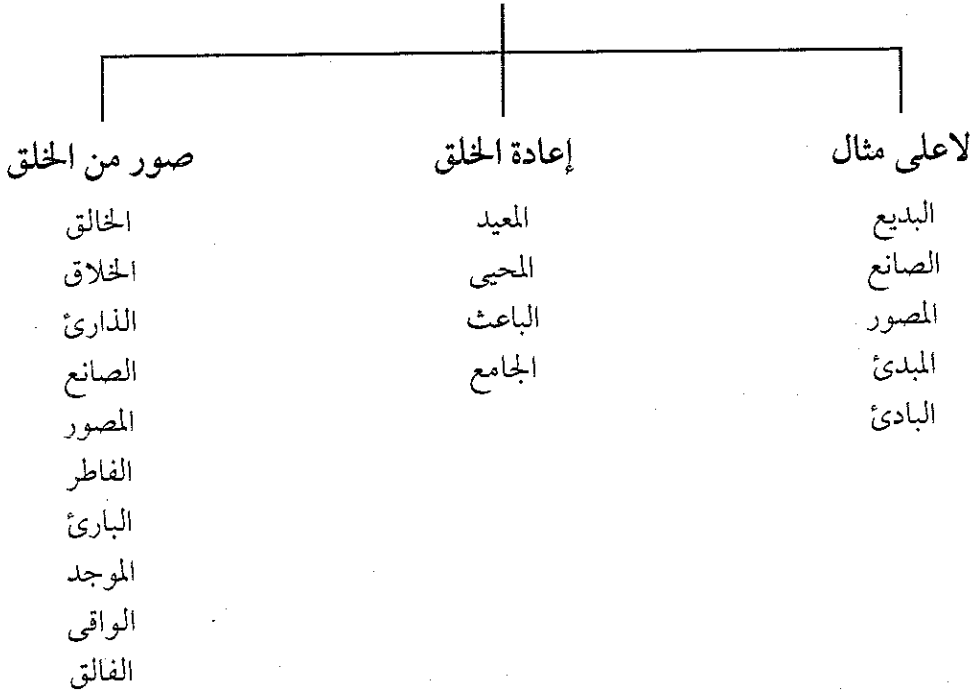 لاعلى مثال
البديع
الصانع
المصور
المبدئ
البادئ
إعادة الخلق
المعيد
المحيى
الباعث
الجامع
صور من الخلق
الخالق
الخلاق
الذارئ
الصانع
المصور
الفاطر
البارئ
الموجد
الواقى
الفالق